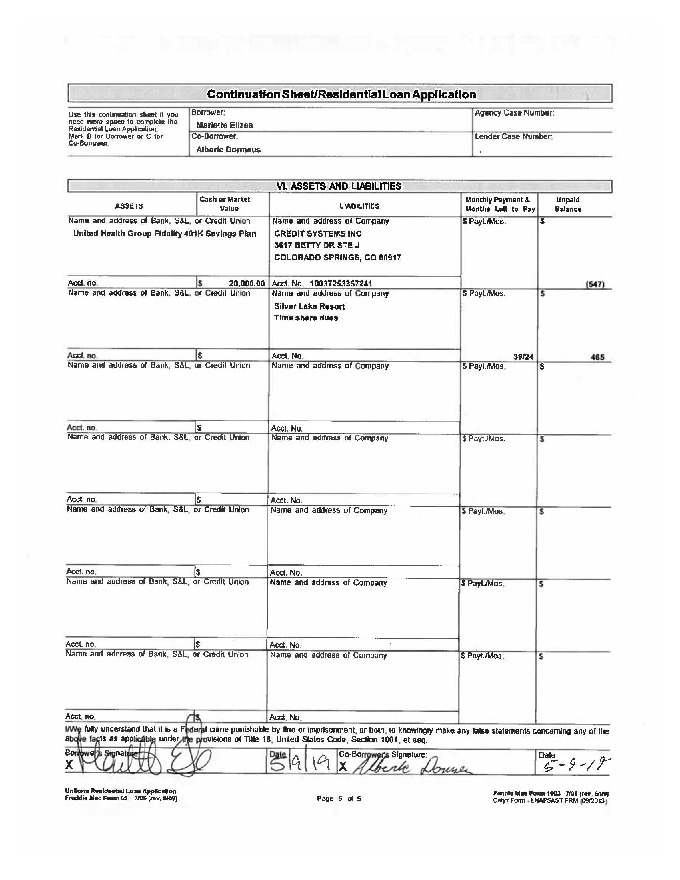 Continuation Sheet/Residential Loan Application
Use this continuation sheet if you
need more space to complete the
Residential Loan Application.
Mark B for Borrower or C for
Co-Borrower.
Borrower:
Mariette Elizea
Agency Case Number:
Co-Borrower:
Alberic Dormeus
Lender Case Number:
VI. ASSETS AND LIABILITIES
ASSETS
Cash or Market
Value
LIABILITIES
Monthly Payment &
Months Left to Pay
Unpaid
Balance
Name and address of Bank, S&L, or Credit Union
United Health Group Fidelity 401K Savings Plan
Name and address of Company
CREDIT SYSTEMS INC
3617 BETTY DR STE J
COLORADO SPRINGS, CO 80917
$ Payt./Mos.
$
Acct. no.
$ 20,000.00
Acct. No. 10037253357241
(547)
Name and address of Bank, S&L, or Credit Union
Name and address of Company
Silver Lake Resort
Time share dues
$ Payt./Mos.
$
Acct. no.
$
Acct. No.
39/24
465
Name and address of Bank, S&L, or Credit Union
Name and address of Company
$ Payt./Mos.
$
Acct. no.
$
Acct. No.
Name and address of Bank, S&L, or Credit Union
Name and address of Company
$ Payt./Mos.
$
Acct. no.
$
Acct. No.
Name and address of Bank, S&L, or Credit Union
Name and address of Company
$ Payt./Mos.
$
Acct. no.
$
Acct. No.
Name and address of Bank, S&L, or Credit Union
Name and address of Company
$ Payt./Mos.
$
Acct. no.
$
Acct. No.
Name and address of Bank, S&L, or Credit Union
Name and address of Company
$ Payt./Mos.
$
Acct. no.
$
Acct. No.
I/We fully understand that it is a Federal crime punishable by fine or imprisonment, or both, to knowingly make any false statements concerning any of the
above facts as applicable under the provisions of Title 18, United States Code, Section 1001, et seq.
Borrower's Signature:
X
Date
5/9/19
Co-Borrower's Signature:
X Alberic
Date
5-9-19
Uniform Residential Loan Application
Freddie Mac Form 65 7/05 (rev. 6/09)
Page 5 of 5
Fannie Mae Form 1003 7/05 (rev. 6/09)
Calyx Form - LNAPSAST.FRM (09/2013)